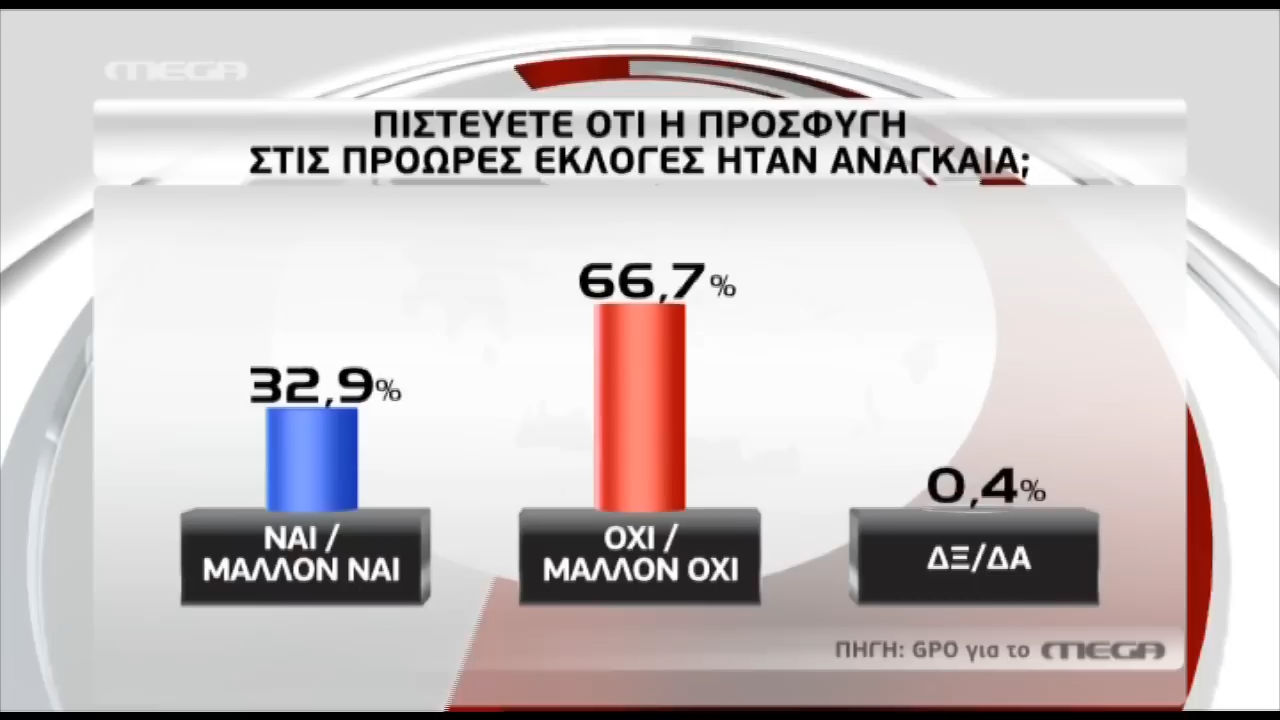 MEGA
ΠΙΣΤΕΥΕΤΕ ΟΤΙ Η ΠΡΟΣΦΥΓΗ
ΣΤΙΣ ΠΡΟΩΡΕΣ ΕΚΛΟΓΕΣ ΗΤΑΝ ΑΝΑΓΚΑΙΑ;
32,9%
66,7%
0,4%
ΝΑΙ /
ΜΑΛΛΟΝ ΝΑΙ
ΟΧΙ /
ΜΑΛΛΟΝ ΟΧΙ
ΔΞ/ΔΑ
ΠΗΓΗ: GPO για το MEGA